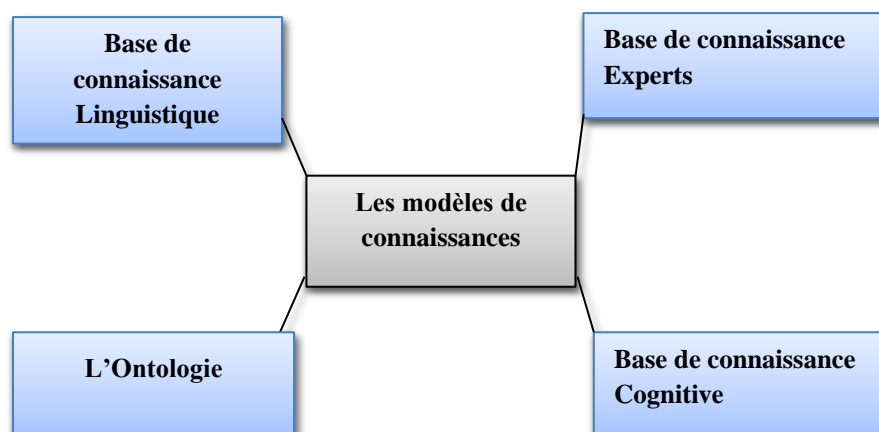 Base de
connaissance
Linguistique
Base de connaissance
Experts
Les modèles de
connaissances
L’Ontologie
Base de connaissance
Cognitive